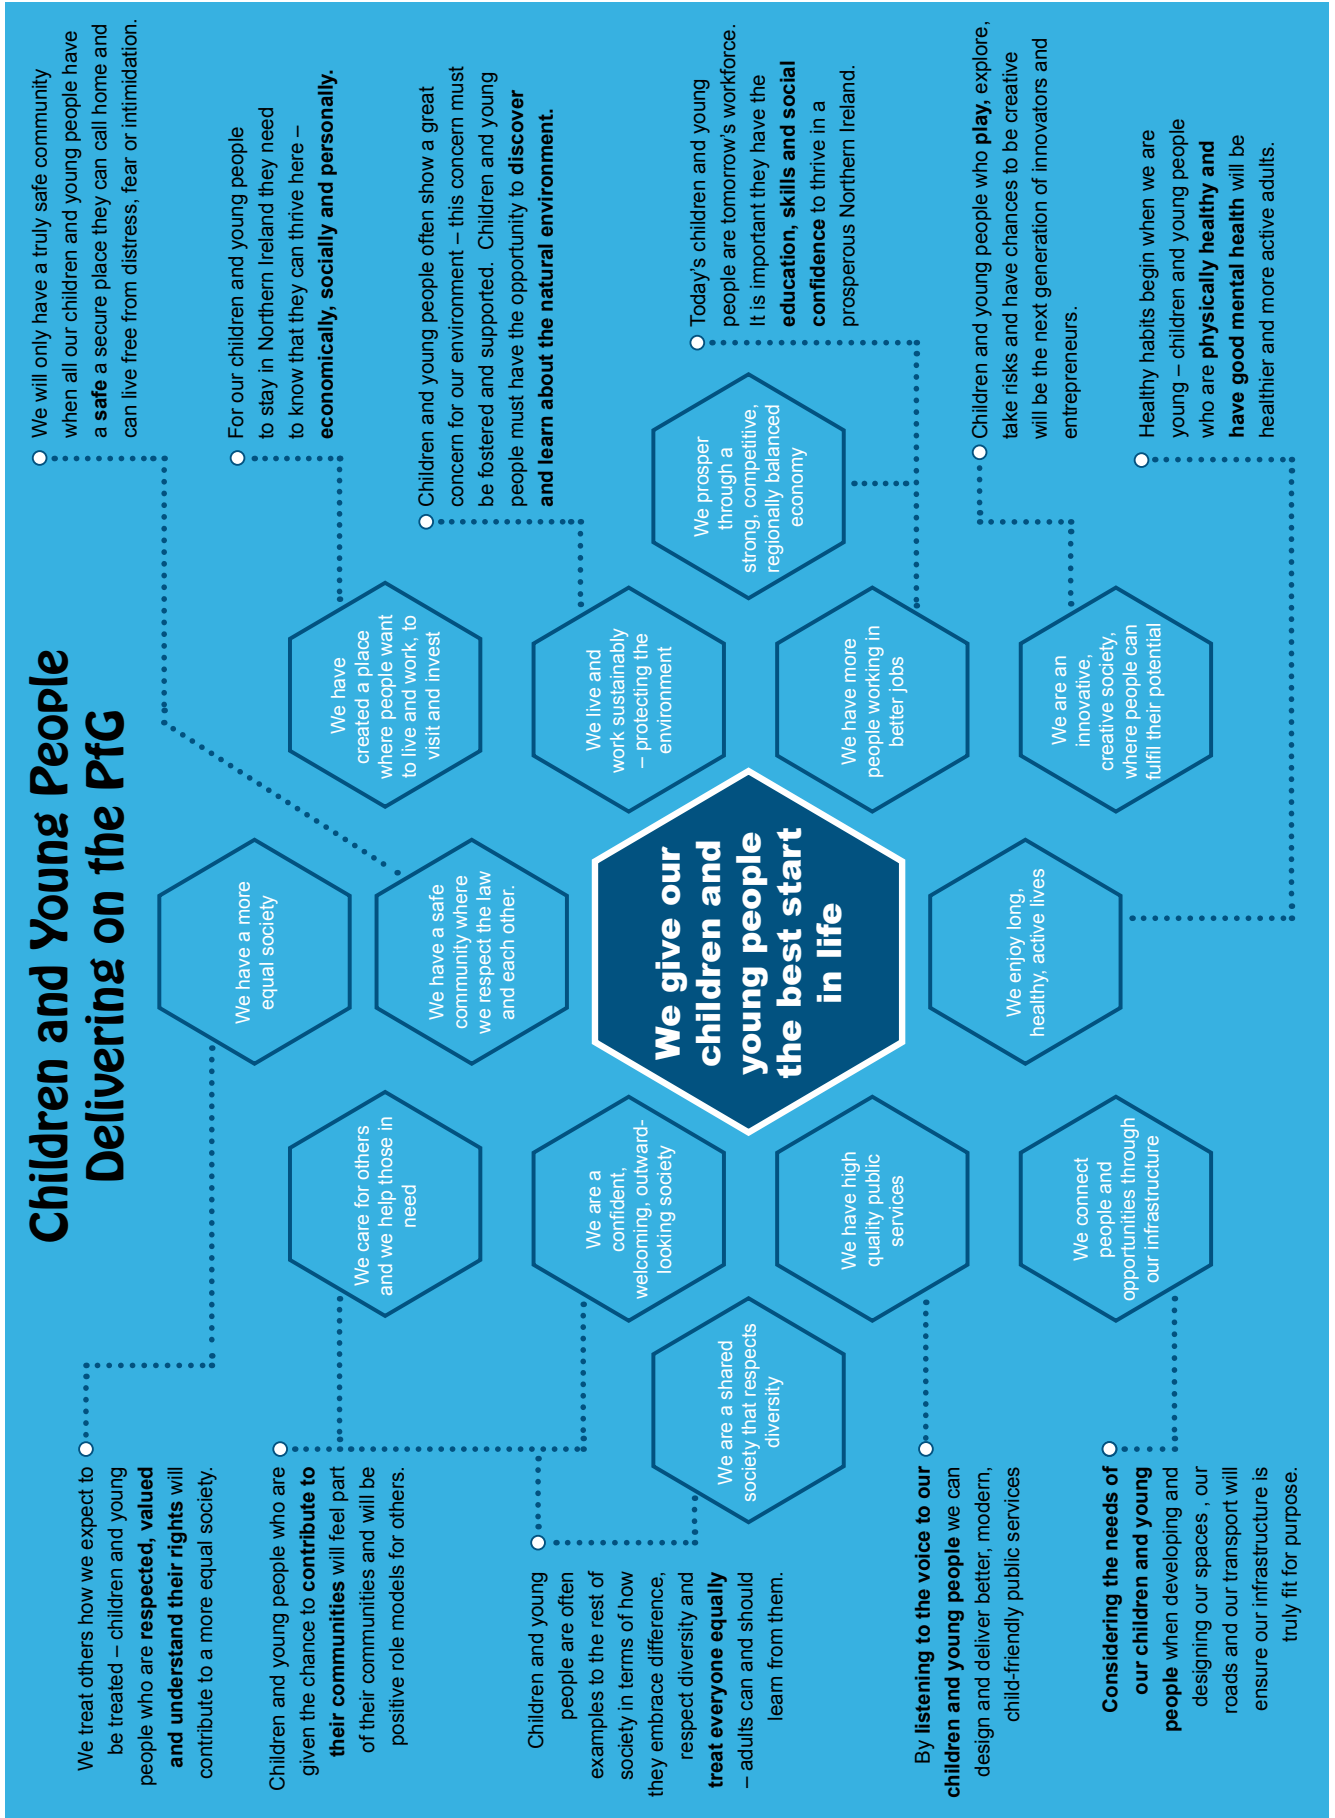 Children and Young People
Delivering on the PfG
We treat others how we expect to
be treated – children and young
people who are respected, valued
and understand their rights will
contribute to a more equal society.
Children and young people who are
given the chance to contribute to
their communities will feel part
of their communities and will be
positive role models for others.
Children and young
people are often
examples to the rest of
society in terms of how
they embrace difference,
respect diversity and
treat everyone equally
– adults can and should
learn from them.
By listening to the voice to our
children and young people we can
design and deliver better, modern,
child-friendly public services
Considering the needs of
our children and young
people when developing and
designing our spaces , our
roads and our transport will
ensure our infrastructure is
truly fit for purpose.
We are a shared
society that respects
diversity
We care for others
and we help those in
need
We are a
confident,
welcoming, outward-
looking society
We have high
quality public
services
We connect
people and
opportunities through
our infrastructure
We have a more
equal society
We have a safe
community where
we respect the law
and each other.
We give our
children and
young people
the best start
in life
We enjoy long,
healthy, active lives
We have
created a place
where people want
to live and work, to
visit and invest
We live and
work sustainably
– protecting the
environment
We have more
people working in
better jobs
We are an
innovative,
creative society,
where people can
fulfil their potential
We prosper
through a
strong, competitive,
regionally balanced
economy
We will only have a truly safe community
when all our children and young people have
a safe a secure place they can call home and
can live free from distress, fear or intimidation.
For our children and young people
to stay in Northern Ireland they need
to know that they can thrive here –
economically, socially and personally.
Children and young people often show a great
concern for our environment – this concern must
be fostered and supported. Children and young
people must have the opportunity to discover
and learn about the natural environment.
Today's children and young
people are tomorrow's workforce.
It is important they have the
education, skills and social
confidence to thrive in a
prosperous Northern Ireland.
Children and young people who play, explore,
take risks and have chances to be creative
will be the next generation of innovators and
entrepreneurs.
Healthy habits begin when we are
young – children and young people
who are physically healthy and
have good mental health will be
healthier and more active adults.